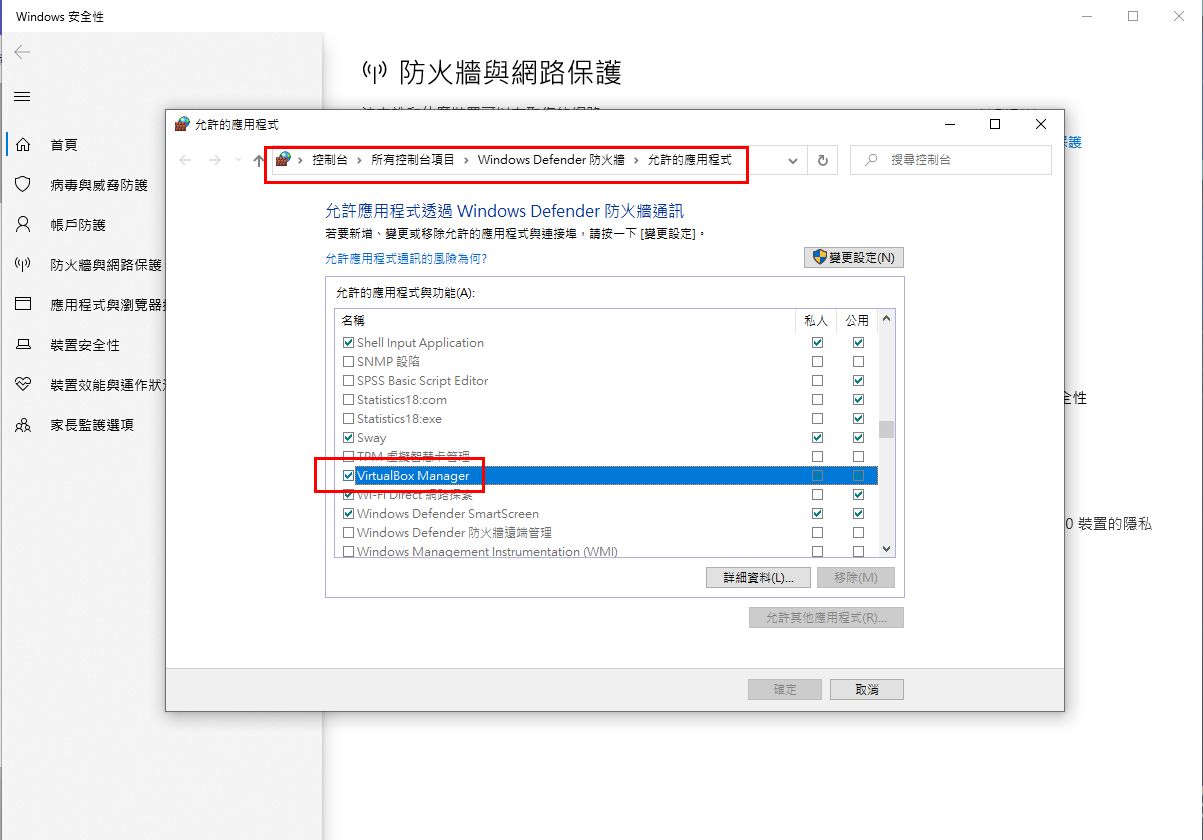 Windows 安全性
防火牆與網路保護
首頁
病毒與威脅防護
帳戶防護
防火牆與網路保護
應用程式與瀏覽器
裝置安全性
裝置效能與運作狀
家長監護選項
允許的應用程式
控制台 › 所有控制台項目 › Windows Defender 防火牆 › 允許的應用程式
搜尋控制台
允許應用程式透過 Windows Defender 防火牆通訊
若要新增、變更或移除允許的應用程式與連接埠，請按一下 [變更設定]。
允許應用程式通訊的風險為何?
變更設定(N)
允許的應用程式與功能(A):
名稱 私人 公用
Shell Input Application
SNMP 設陷
SPSS Basic Script Editor
Statistics18:com
Statistics18:exe
Sway
TPM 虛擬智慧卡管理
VirtualBox Manager
Wi-Fi Direct 網路探索
Windows Defender SmartScreen
Windows Defender 防火牆遠端管理
Windows Management Instrumentation (WMI)
詳細資料(L)...
移除(M)
允許其他應用程式(R)...
確定
取消
全性
0 裝置的隱私